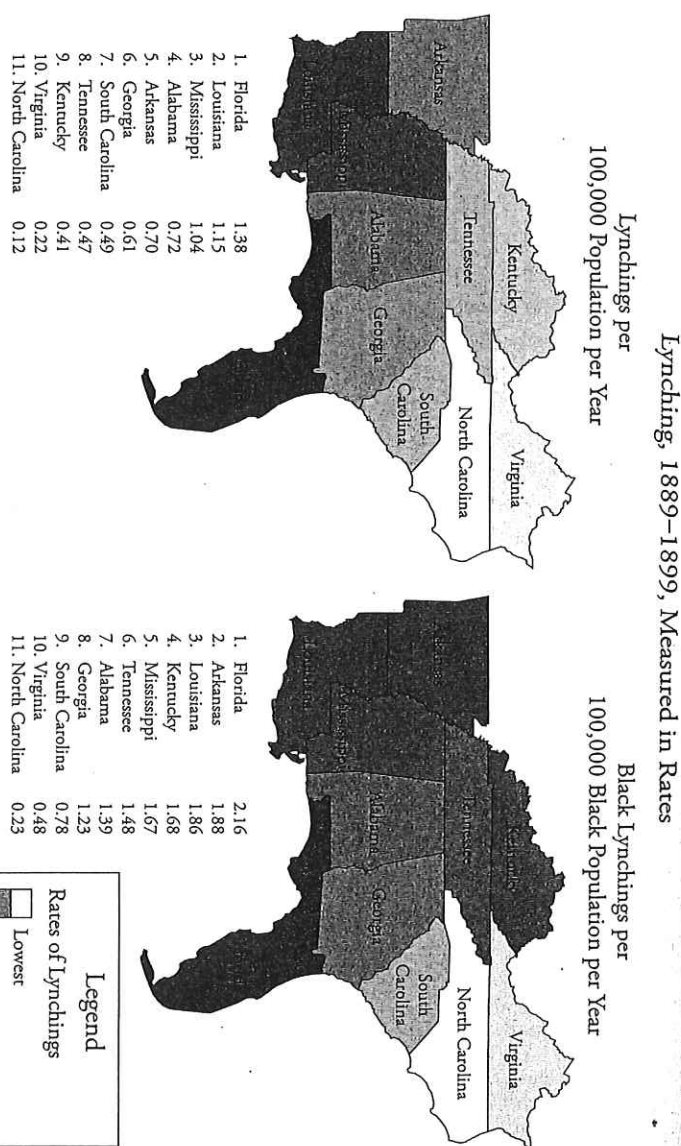 Lynching, 1889–1899, Measured in Rates
Lynchings per
100,000 Population per Year
Arkansas
Kentucky
Tennessee
Virginia
North Carolina
South
Carolina
Georgia
Alabama
Mississippi
Louisiana
1. Florida 1.38
2. Louisiana 1.15
3. Mississippi 1.04
4. Alabama 0.72
5. Arkansas 0.70
6. Georgia 0.61
7. South Carolina 0.49
8. Tennessee 0.47
9. Kentucky 0.41
10. Virginia 0.22
11. North Carolina 0.12
Black Lynchings per
100,000 Black Population per Year
Arkansas
Kentucky
Tennessee
Virginia
North Carolina
South
Carolina
Georgia
Alabama
Mississippi
Louisiana
1. Florida 2.16
2. Arkansas 1.88
3. Louisiana 1.86
4. Kentucky 1.68
5. Mississippi 1.67
6. Tennessee 1.48
7. Alabama 1.39
8. Georgia 1.23
9. South Carolina 0.78
10. Virginia 0.48
11. North Carolina 0.23
Legend
Rates of Lynchings
Lowest